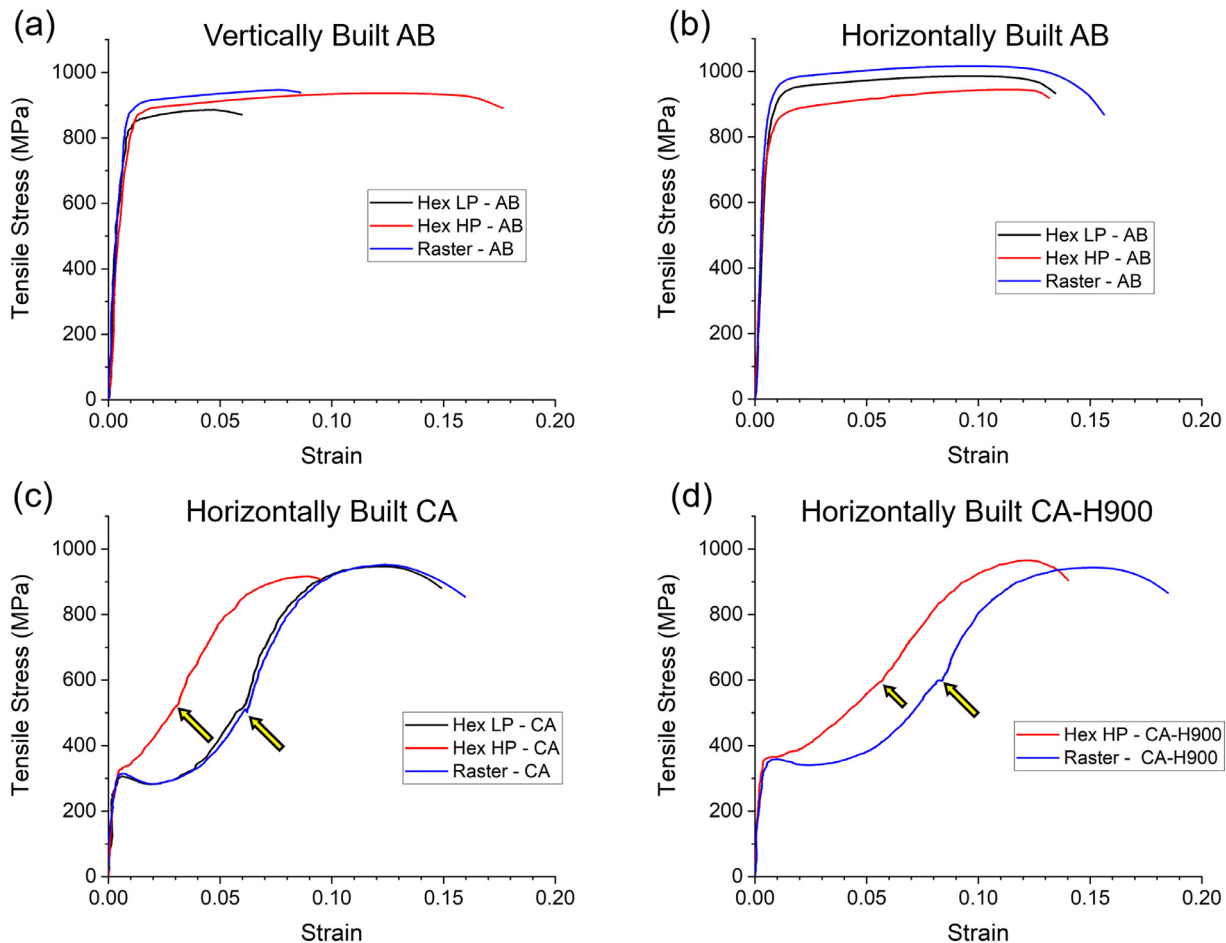 (a)
Vertically Built AB
1000
800
600
400
200
0
Tensile Stress (MPa)
Hex LP - AB
Hex HP - AB
Raster - AB
0.00 0.05 0.10 0.15 0.20
Strain
(b)
Horizontally Built AB
1000
800
600
400
200
0
Tensile Stress (MPa)
Hex LP - AB
Hex HP - AB
Raster - AB
0.00 0.05 0.10 0.15 0.20
Strain
(c)
Horizontally Built CA
1000
800
600
400
200
0
Tensile Stress (MPa)
Hex LP - CA
Hex HP - CA
Raster - CA
0.00 0.05 0.10 0.15 0.20
Strain
(d)
Horizontally Built CA-H900
1000
800
600
400
200
0
Tensile Stress (MPa)
Hex HP - CA-H900
Raster - CA-H900
0.00 0.05 0.10 0.15 0.20
Strain